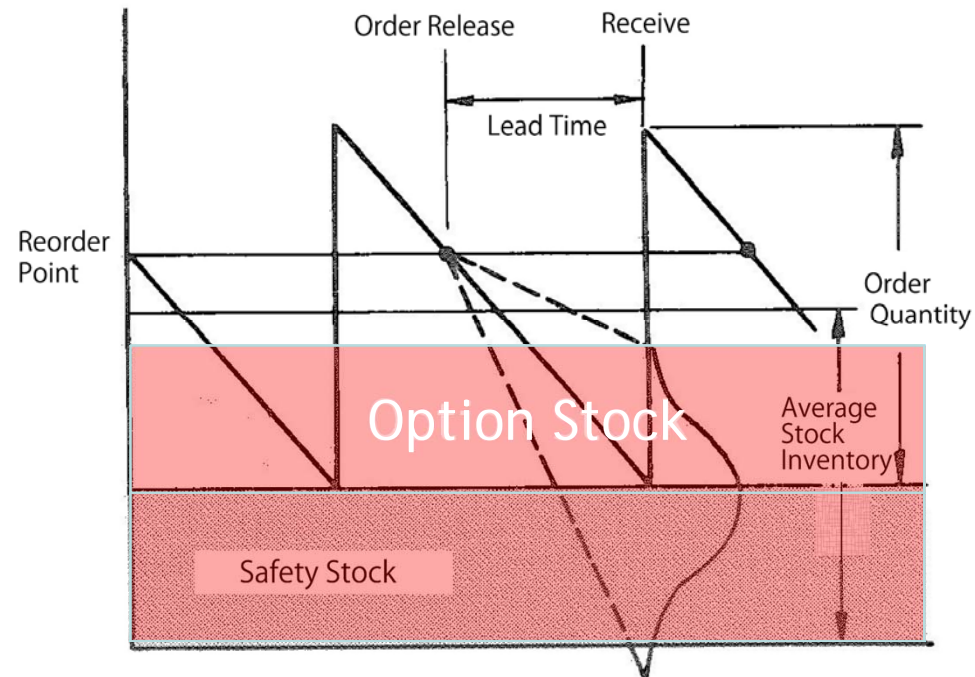 Order Release
Receive
Lead Time
Reorder
Point
Order
Quantity
Option Stock
Average
Stock
Inventory
Safety Stock